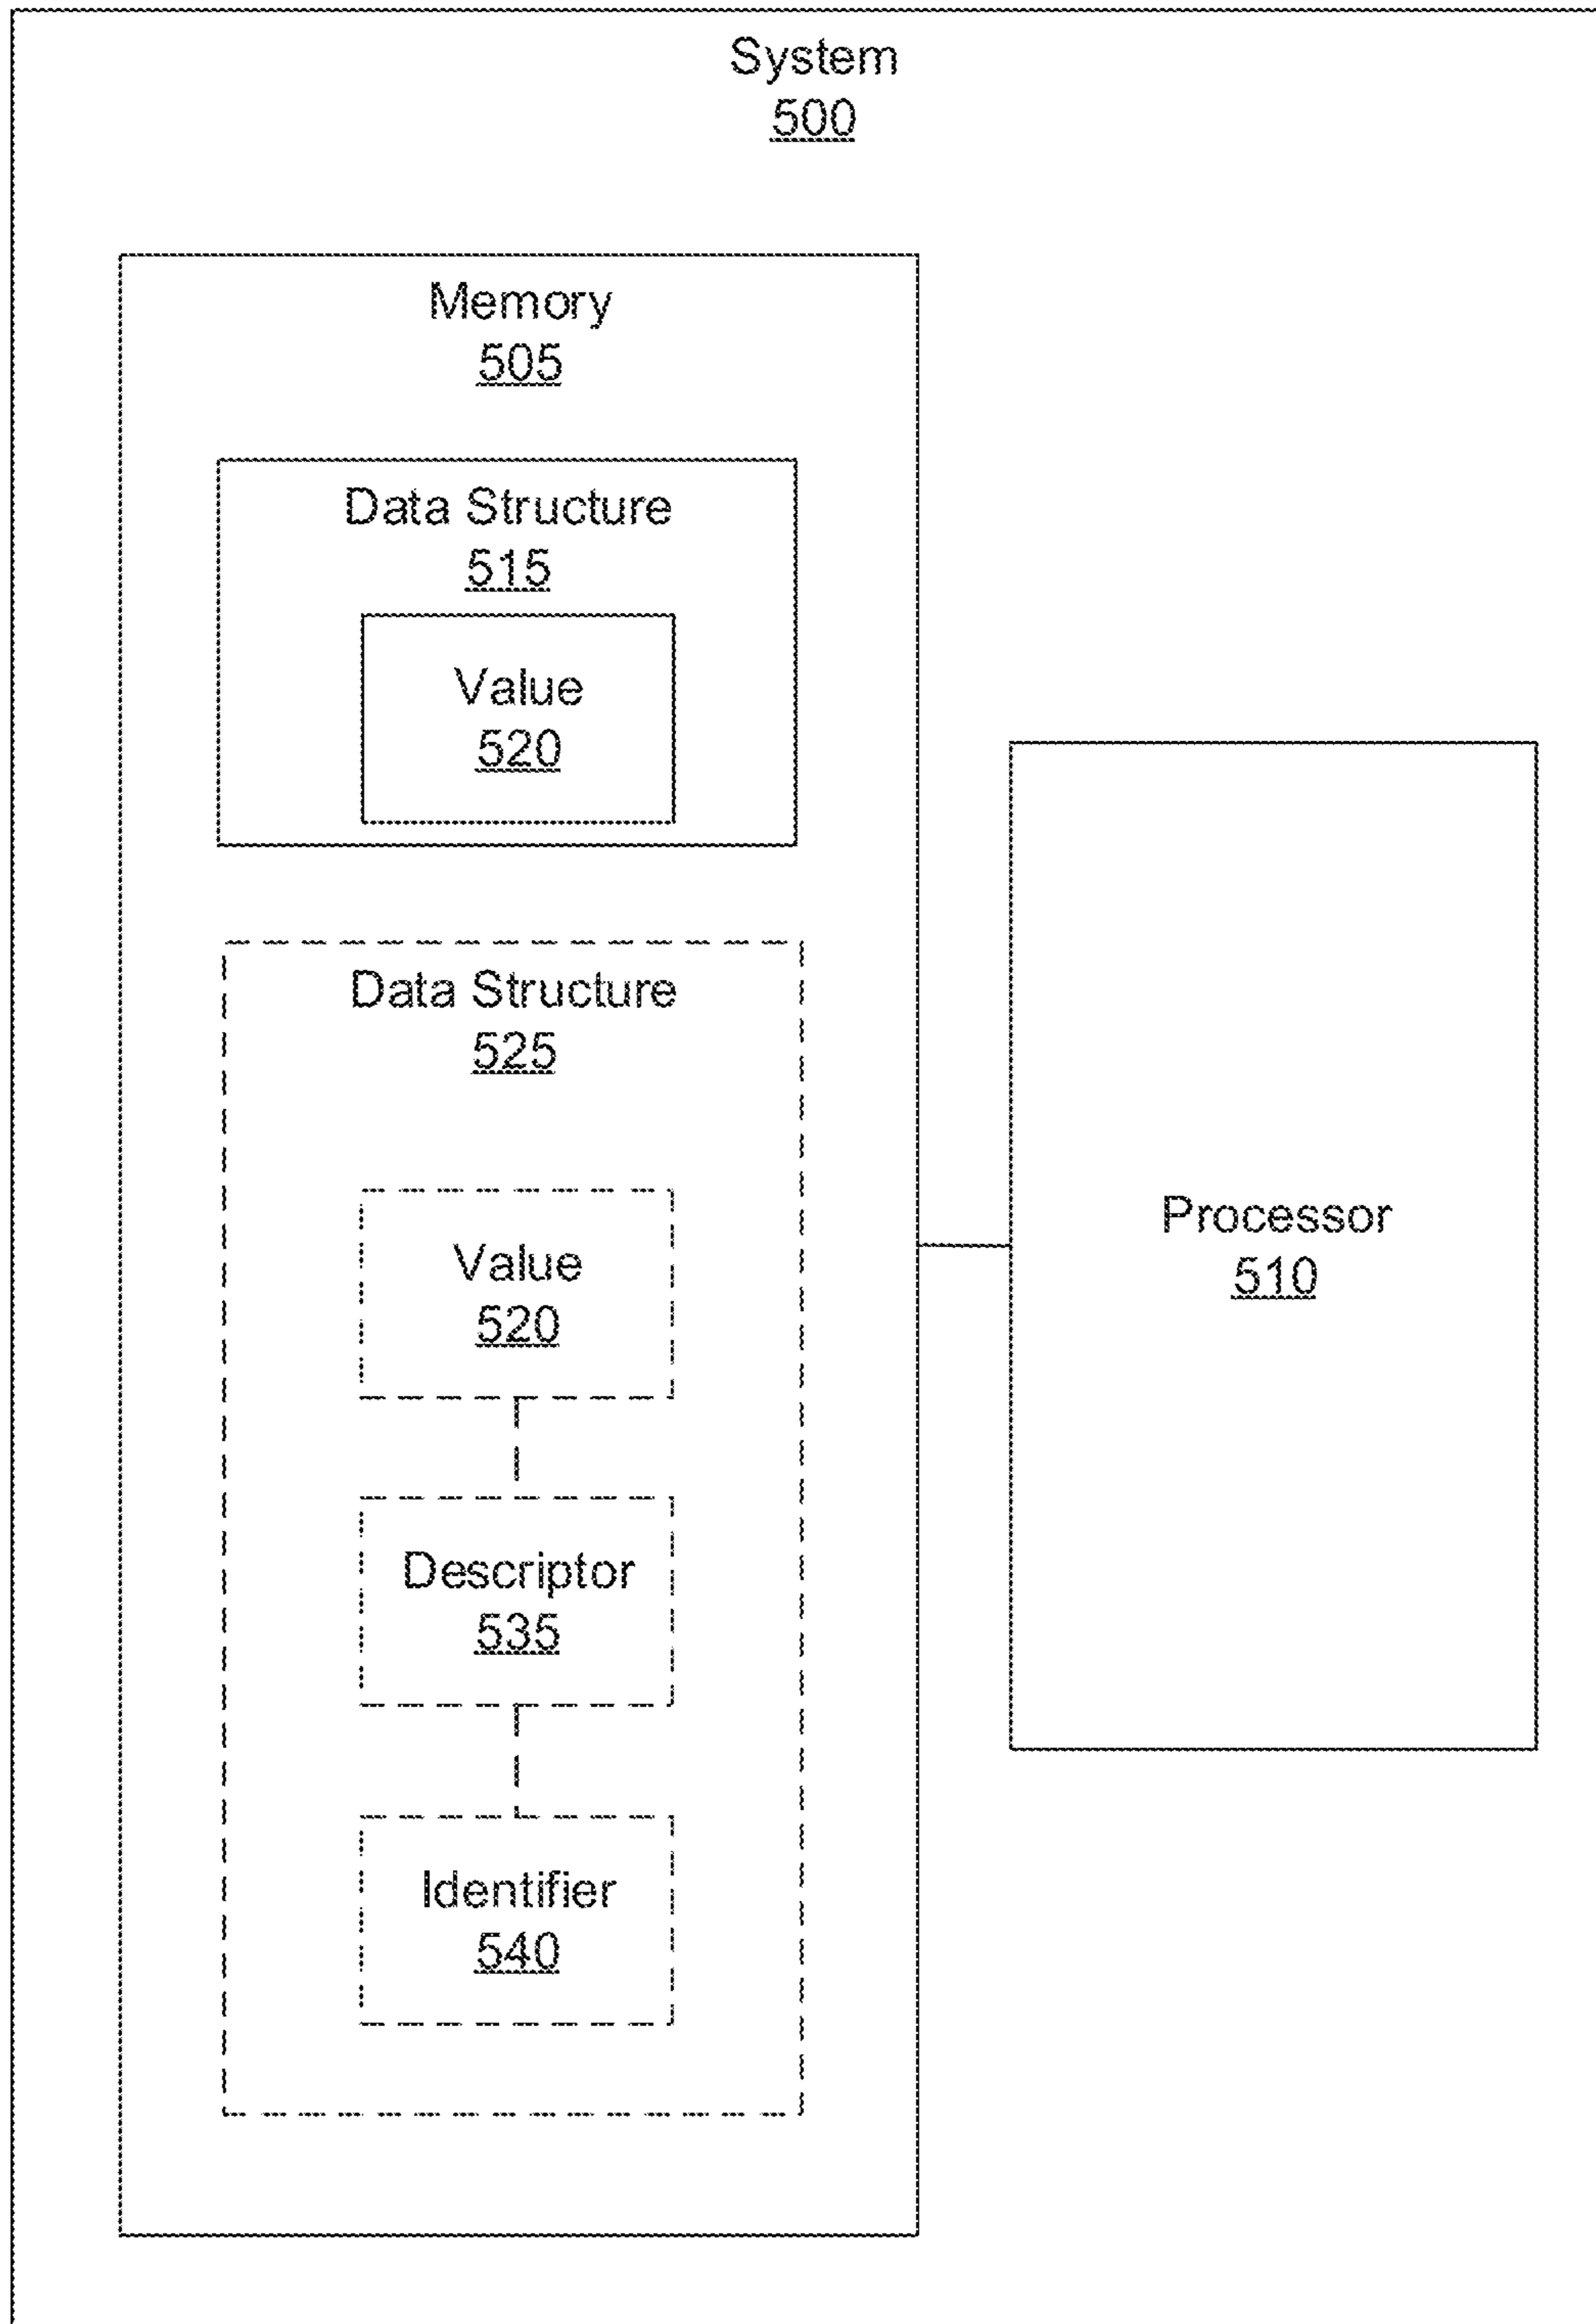 System
500
Memory
505
Data Structure
515
Value
520
Data Structure
525
Value
520
Descriptor
535
Identifier
540
Processor
510